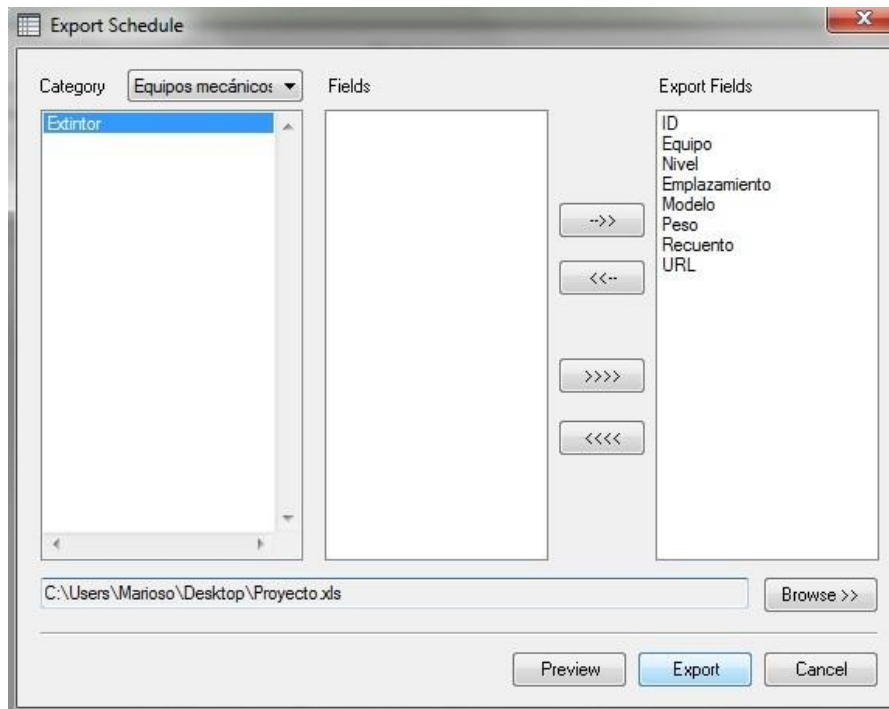 Export Schedule
Category
Equipos mecánicos
Fields
Export Fields
Extintor
ID
Equipo
Nivel
Emplazamiento
Modelo
Peso
Recuento
URL
-->>
<<--
>>>>
<<<<
C:\Users\Marioso\Desktop\Proyecto.xls
Browse >>
Preview
Export
Cancel